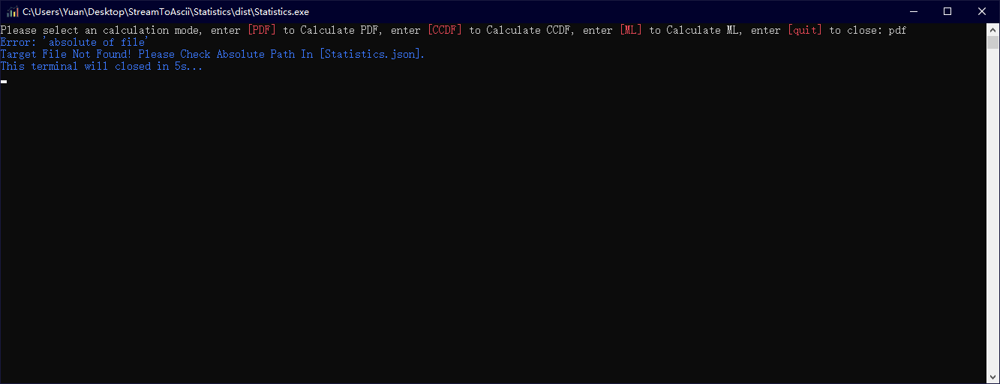 C:\Users\Yuan\Desktop\StreamToAscii\Statistics\dist\Statistics.exe
Please select an calculation mode, enter [PDF] to Calculate PDF, enter [CCDF] to Calculate CCDF, enter [ML] to Calculate ML, enter [quit] to close: pdf
Error: 'absolute of file'
Target File Not Found! Please Check Absolute Path In [Statistics.json].
This terminal will closed in 5s...